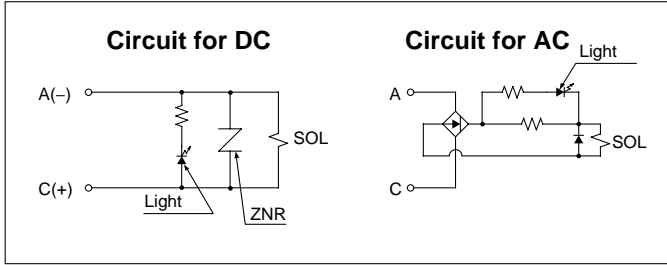 Circuit for DC
A(−)
C(+)
Light
ZNR
SOL
Circuit for AC
Light
A
C
SOL